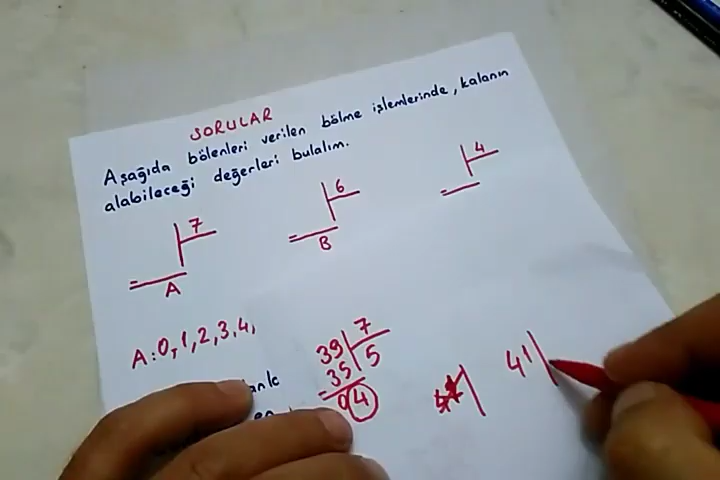 SORULAR
Aşağıda bölenleri verilen bölme işlemlerinde, kalanın
alabileceği değerleri bulalım.
7
A
6
B
4
A: 0, 1, 2, 3, 4,
39 7
35 5
04
41